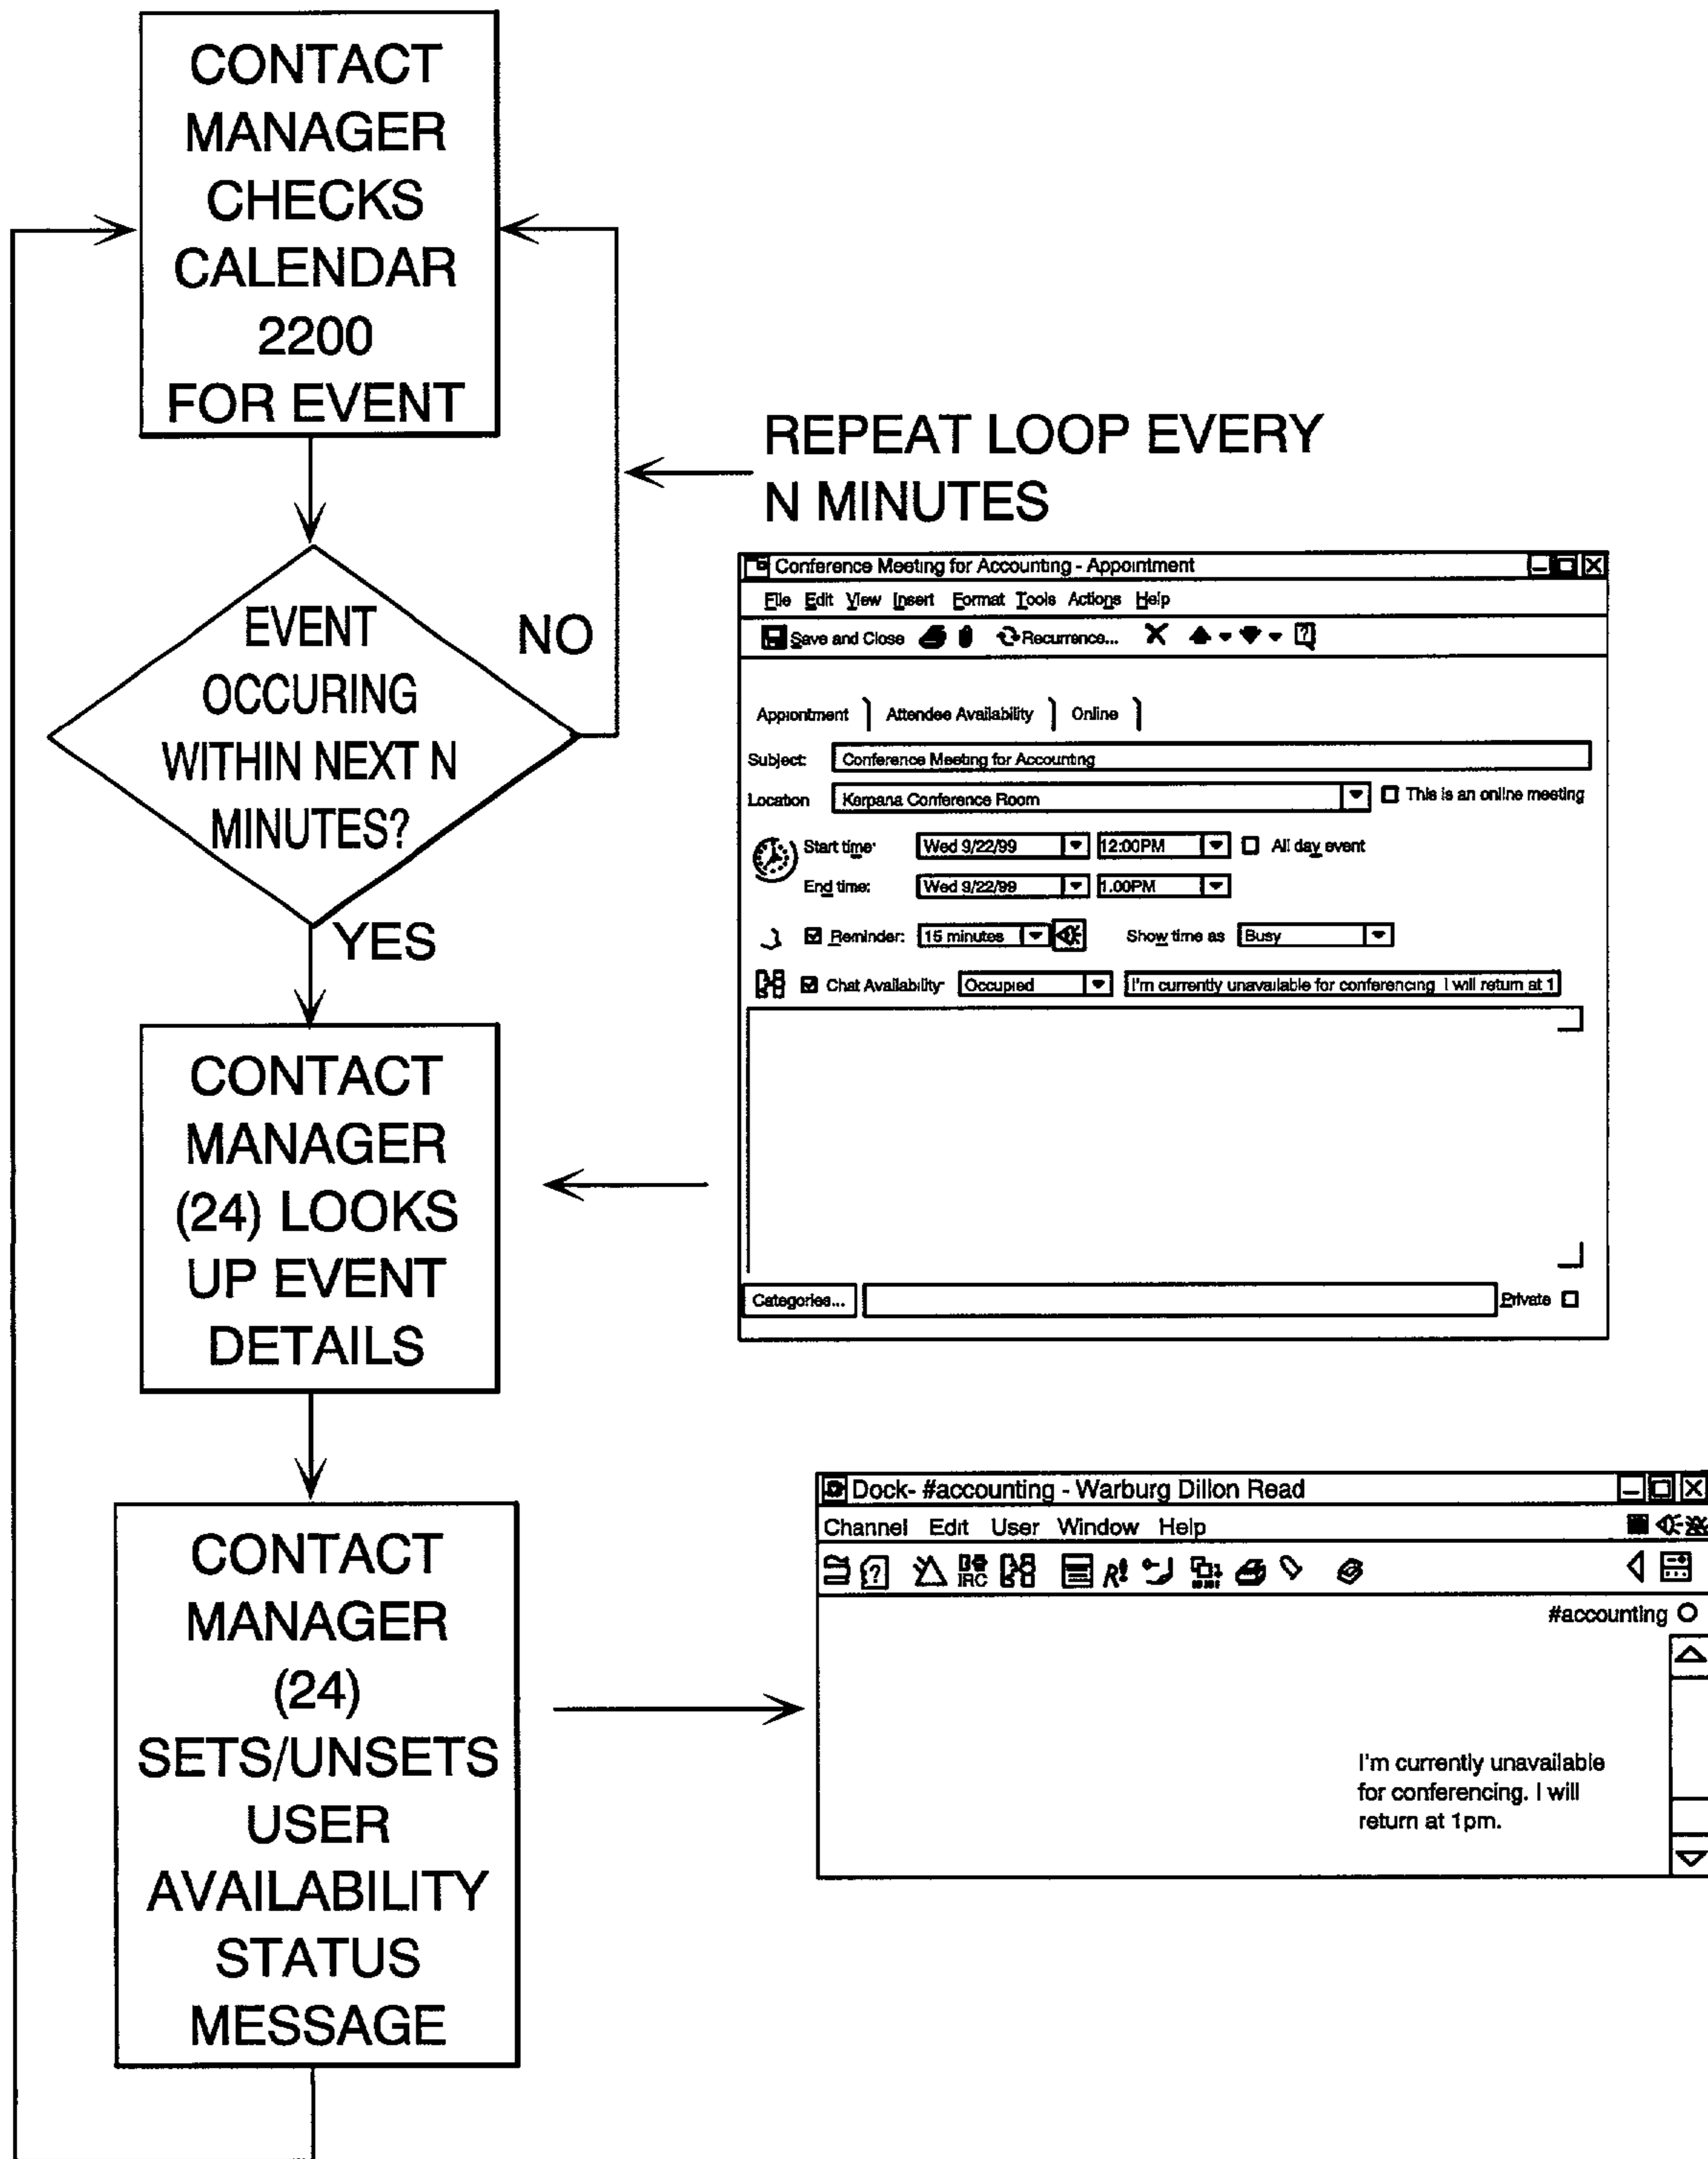 CONTACT
MANAGER
CHECKS
CALENDAR
2200
FOR EVENT
REPEAT LOOP EVERY
N MINUTES
EVENT
OCCURING
WITHIN NEXT N
MINUTES?
NO
YES
Conference Meeting for Accounting - Appointment
File Edit View Insert Format Tools Actions Help
Save and Close Recurrence...
Appiontment Attendee Availability Online
Subject: Conference Meeting for Accounting
Location Kerpana Conference Room This is an online meeting
Start time: Wed 9/22/99 12:00PM All day event
End time: Wed 9/22/99 1.00PM
Reminder: 15 minutes Show time as Busy
Chat Availability Occupied I'm currently unavailable for conferencing I will return at 1
Categories... Private
CONTACT
MANAGER
(24) LOOKS
UP EVENT
DETAILS
CONTACT
MANAGER
(24)
SETS/UNSETS
USER
AVAILABILITY
STATUS
MESSAGE
Dock- #accounting - Warburg Dillon Read
Channel Edit User Window Help
IRC R!
#accounting
I'm currently unavailable
for conferencing. I will
return at 1pm.